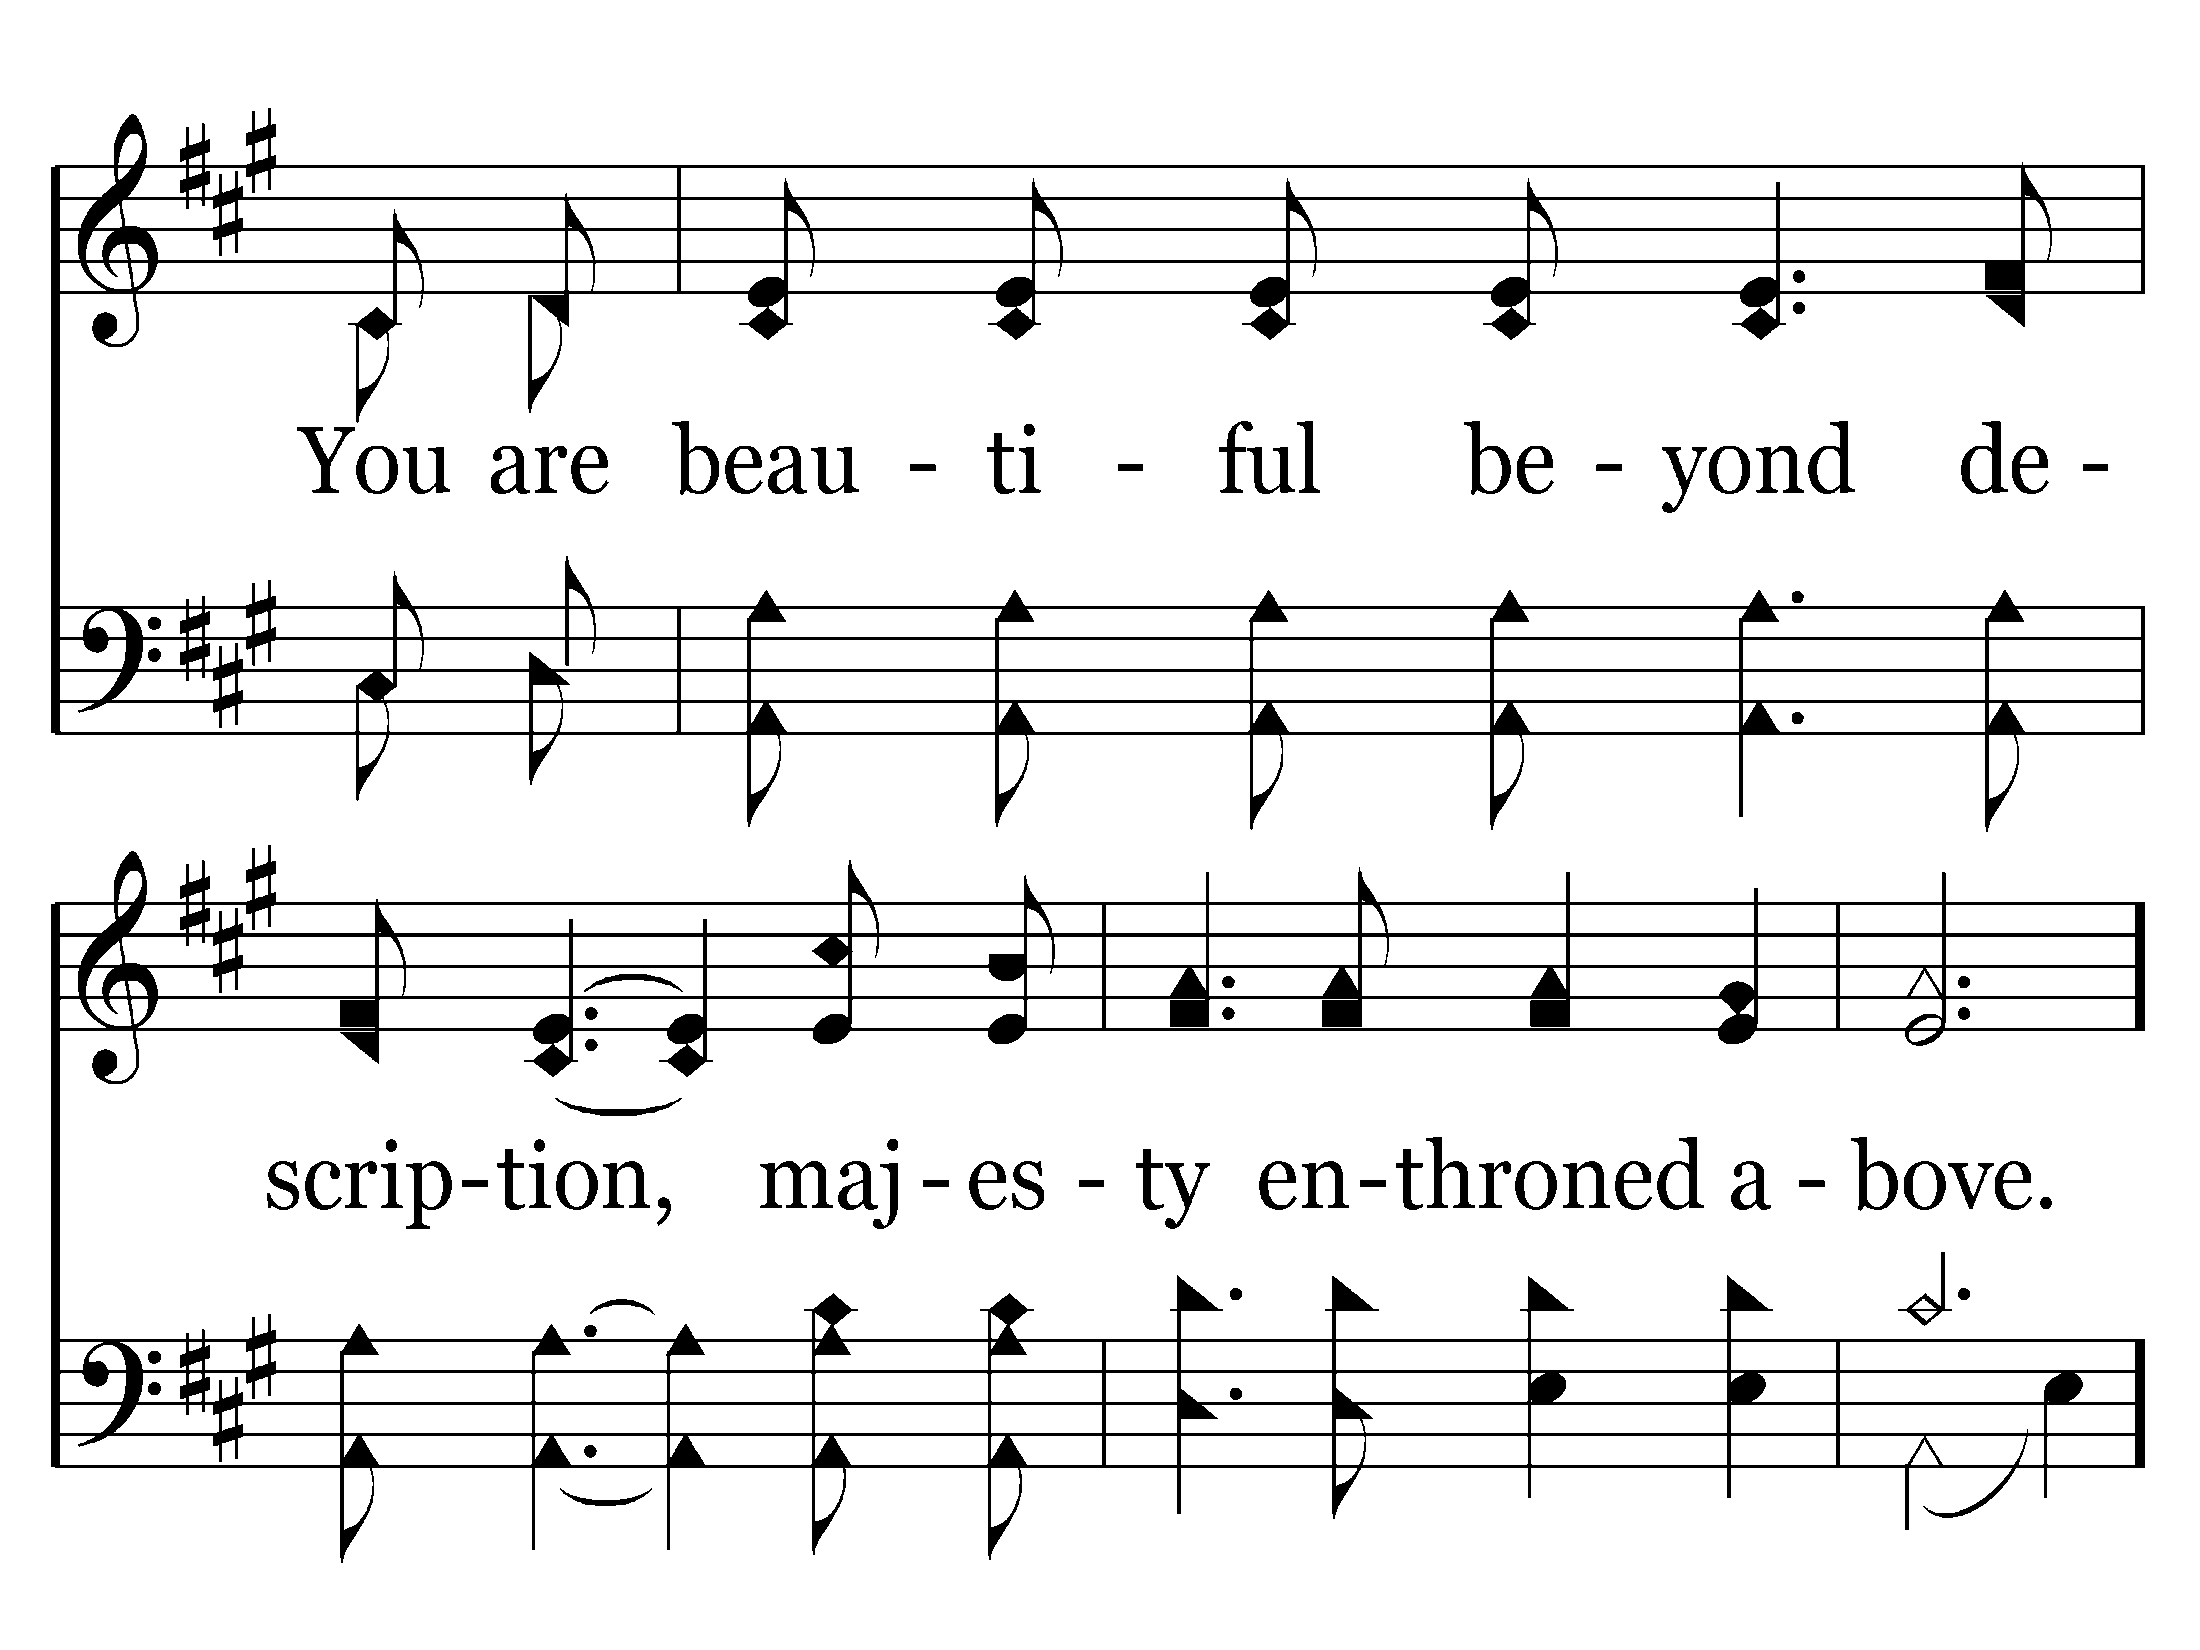 You are beau - ti - ful be - yond de -
scrip-tion, maj - es - ty en-throned a - bove.